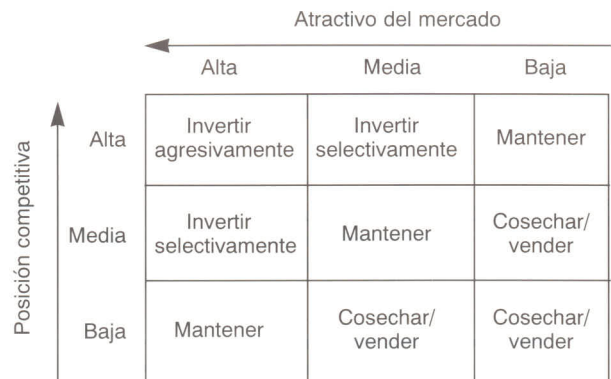 Atractivo del mercado
Alta Media Baja
Posición competitiva
Alta
Invertir agresivamente
Invertir selectivamente
Mantener
Media
Invertir selectivamente
Mantener
Cosechar/ vender
Baja
Mantener
Cosechar/ vender
Cosechar/ vender